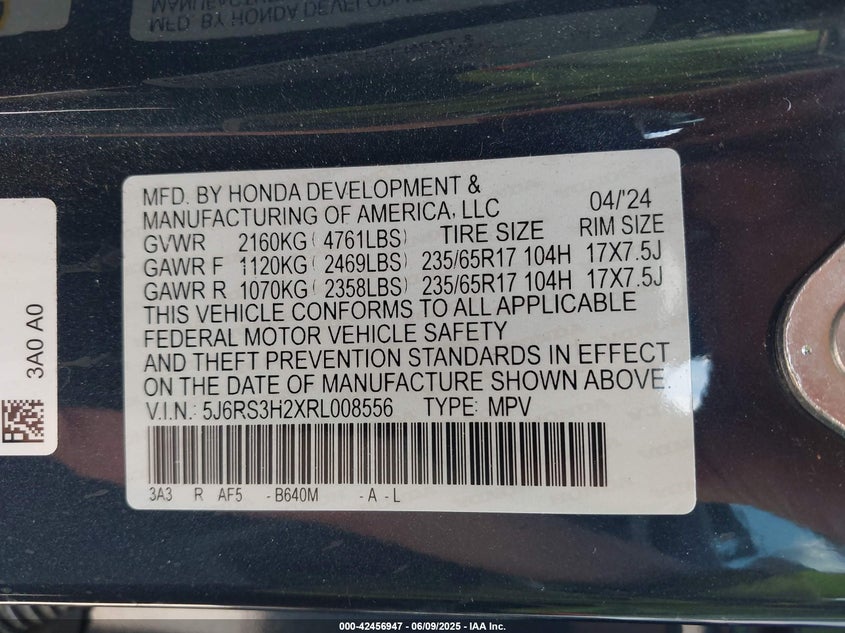 MFD. BY HONDA DEVELOPMENT &
MANUFACTURING OF AMERICA, LLC 04/'24
GVWR 2160KG ( 4761LBS) TIRE SIZE RIM SIZE
GAWR F 1120KG ( 2469LBS) 235/65R17 104H 17X7.5J
GAWR R 1070KG ( 2358LBS) 235/65R17 104H 17X7.5J
THIS VEHICLE CONFORMS TO ALL APPLICABLE
FEDERAL MOTOR VEHICLE SAFETY
AND THEFT PREVENTION STANDARDS IN EFFECT
ON THE DATE OF MANUFACTURE SHOWN ABOVE.
V.I.N.: 5J6RS3H2XRL008556 TYPE: MPV
3A3 R AF5 - B640M - A - L
3A0 A0
000-42456947 - 06/09/2025 - IAA Inc.